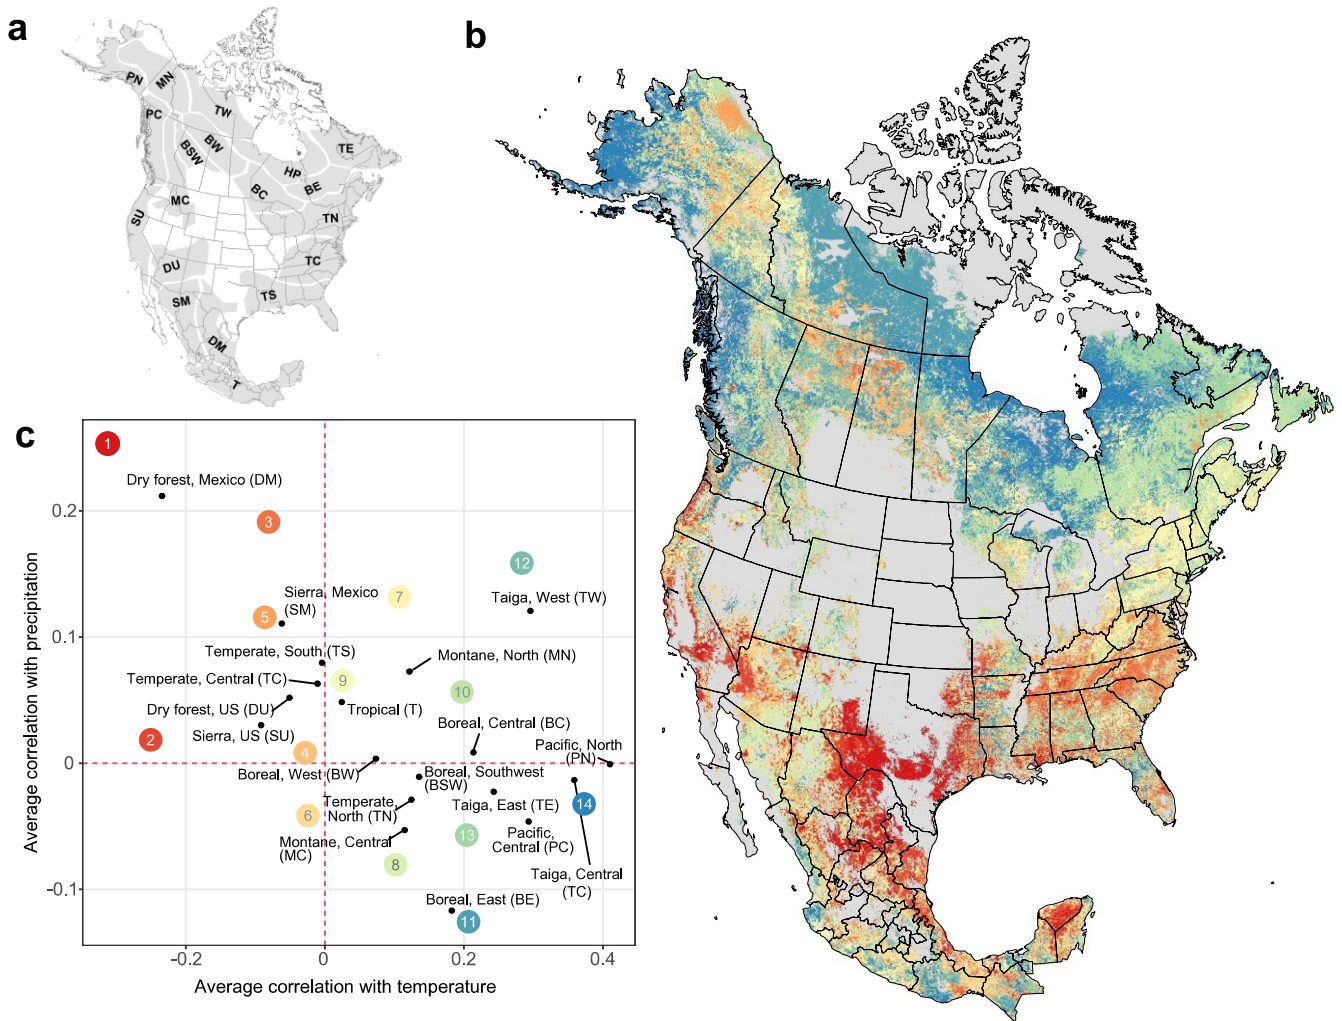 a
PN
MN
PC
TW
BW
BSW
TE
HP
BE
BC
MC
SU
TN
TC
DU
SM
TS
DM
T
b
c
1
Dry forest, Mexico (DM)
0.2
3
12
Sierra, Mexico
(SM)
7
Taiga, West (TW)
5
0.1
Temperate, South (TS)
Montane, North (MN)
Temperate, Central (TC)
9
10
Dry forest, US (DU)
Tropical (T)
Sierra, US (SU)
Boreal, Central (BC)
2
4
Pacific, North
(PN)
0
Boreal, West (BW)
Boreal, Southwest
(BSW)
Temperate,
North (TN)
Taiga, East (TE)
14
6
13
Pacific,
Central (PC)
Montane, Central
(MC)
8
Taiga, Central
(TC)
-0.1
Boreal, East (BE)
11
-0.2
0
0.2
0.4
Average correlation with temperature
Average correlation with precipitation